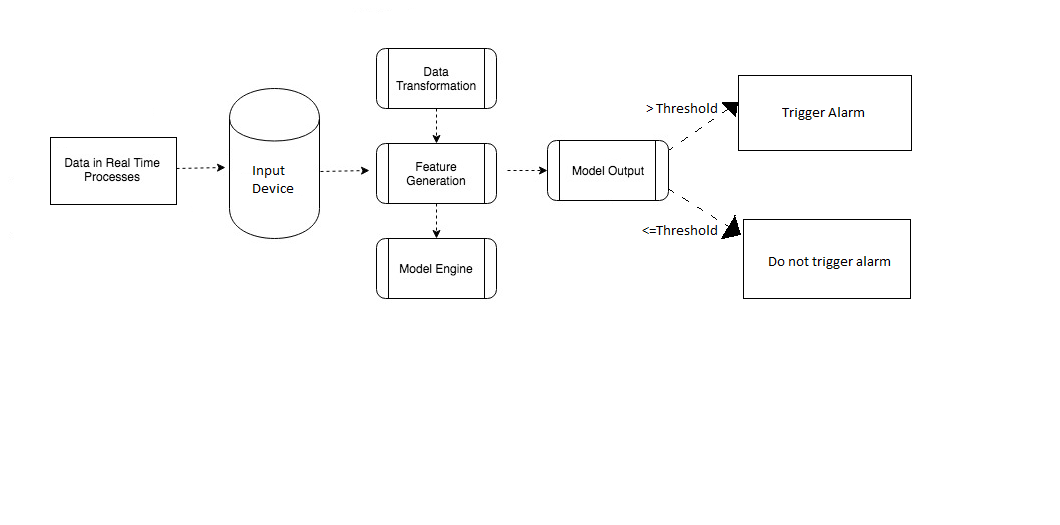 Data in Real Time
Processes
Input
Device
Data
Transformation
Feature
Generation
Model Engine
Model Output
> Threshold
<=Threshold
Trigger Alarm
Do not trigger alarm